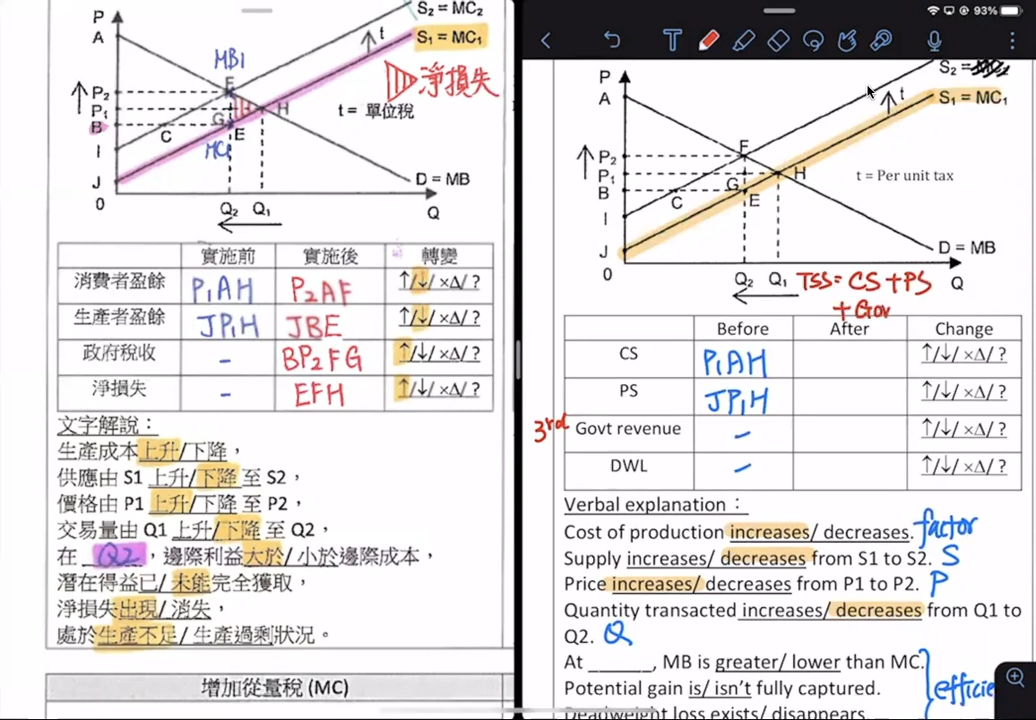 P
A
P₂
P₁
B
I
J
0
MB1
F
C
G
E
H
MC1
S₂ = MC₂
S₁ = MC₁
t
淨損失
t = 單位稅
D = MB
Q₂ Q₁
Q
實施前 實施後 轉變
消費者盈餘 P₁AH P₂AF ↑/↓/ ×Δ/ ?
生產者盈餘 JP₁H JBE ↑/↓/ ×Δ/ ?
政府稅收 - BP₂FG ↑/↓/ ×Δ/ ?
淨損失 - EFH ↑/↓/ ×Δ/ ?
文字解說：
生產成本上升/下降，
供應由 S1 上升/下降至 S2，
價格由 P1 上升/下降至 P2，
交易量由 Q1 上升/下降至 Q2，
在 Q2，邊際利益大於/ 小於邊際成本，
潛在得益已/ 未能完全獲取，
淨損失出現/ 消失，
處於生產不足/ 生產過剩狀況。
增加從量稅 (MC)
93%
P
A
P₂
P₁
B
I
J
0
F
C
G
E
H
S₂ = MC₂
S₁ = MC₁
t
t = Per unit tax
D = MB
Q₂ Q₁
Q
TSS = CS + PS
+ Gov
Before After Change
CS P₁AH ↑/↓/ ×Δ/ ?
PS JP₁H ↑/↓/ ×Δ/ ?
3rd Govt revenue - ↑/↓/ ×Δ/ ?
DWL - ↑/↓/ ×Δ/ ?
Verbal explanation：
Cost of production increases/ decreases. factor
Supply increases/ decreases from S1 to S2. S
Price increases/ decreases from P1 to P2. P
Quantity transacted increases/ decreases from Q1 to
Q2. Q
At ______, MB is greater/ lower than MC.
Potential gain is/ isn't fully captured. efficie
Deadweight loss exists/ disappears.